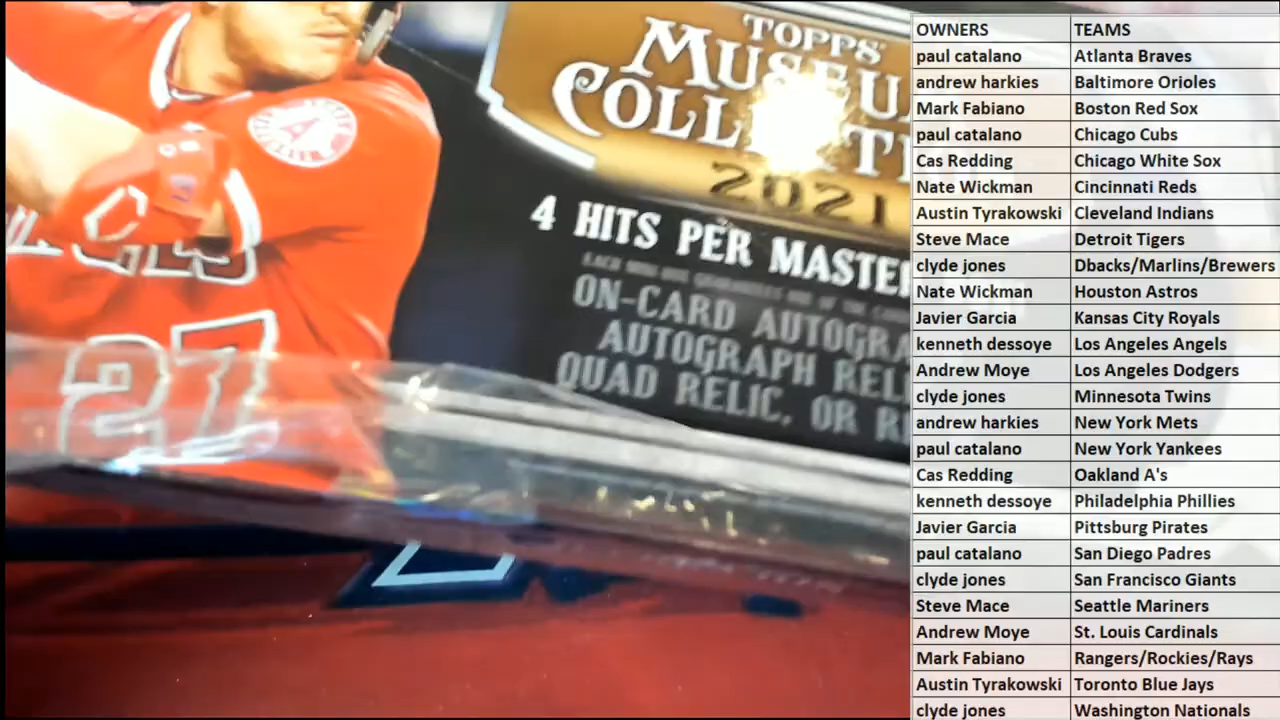 TOPPS
MUSEU
COLL CTI
2021
4 HITS PER MASTE
ON-CARD AUTOGRA
AUTOGRAPH REL
QUAD RELIC, OR R
27
A
OWNERS TEAMS
paul catalano Atlanta Braves
andrew harkies Baltimore Orioles
Mark Fabiano Boston Red Sox
paul catalano Chicago Cubs
Cas Redding Chicago White Sox
Nate Wickman Cincinnati Reds
Austin Tyrakowski Cleveland Indians
Steve Mace Detroit Tigers
clyde jones Dbacks/Marlins/Brewers
Nate Wickman Houston Astros
Javier Garcia Kansas City Royals
kenneth dessoye Los Angeles Angels
Andrew Moye Los Angeles Dodgers
clyde jones Minnesota Twins
andrew harkies New York Mets
paul catalano New York Yankees
Cas Redding Oakland A's
kenneth dessoye Philadelphia Phillies
Javier Garcia Pittsburg Pirates
paul catalano San Diego Padres
clyde jones San Francisco Giants
Steve Mace Seattle Mariners
Andrew Moye St. Louis Cardinals
Mark Fabiano Rangers/Rockies/Rays
Austin Tyrakowski Toronto Blue Jays
clyde jones Washington Nationals